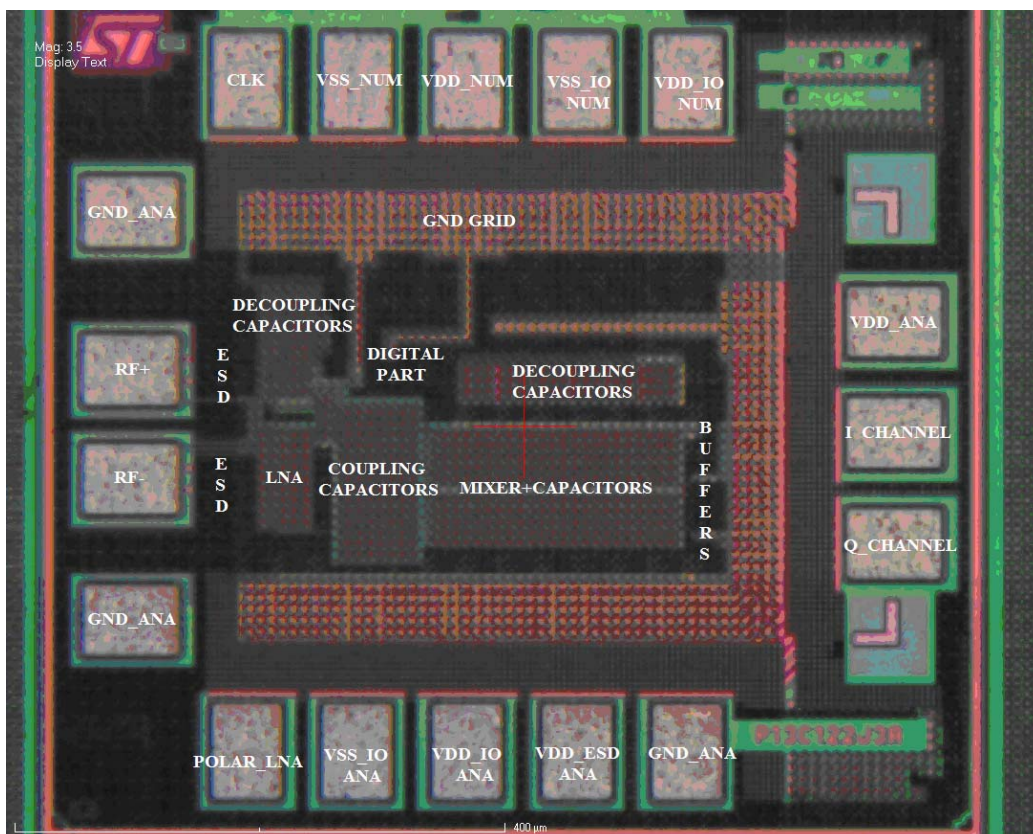 Mag: 3.5
Display Text
ST
CLK
VSS_NUM
VDD_NUM
VSS_IO
NUM
VDD_IO
NUM
GND_ANA
GND GRID
DECOUPLING
CAPACITORS
VDD_ANA
RF+
E
S
D
DIGITAL
PART
DECOUPLING
CAPACITORS
I_CHANNEL
RF-
E
S
D
LNA
COUPLING
CAPACITORS
MIXER+CAPACITORS
B
U
F
F
E
R
S
Q_CHANNEL
GND_ANA
POLAR_LNA
VSS_IO
ANA
VDD_IO
ANA
VDD_ESD
ANA
GND_ANA
400 µm